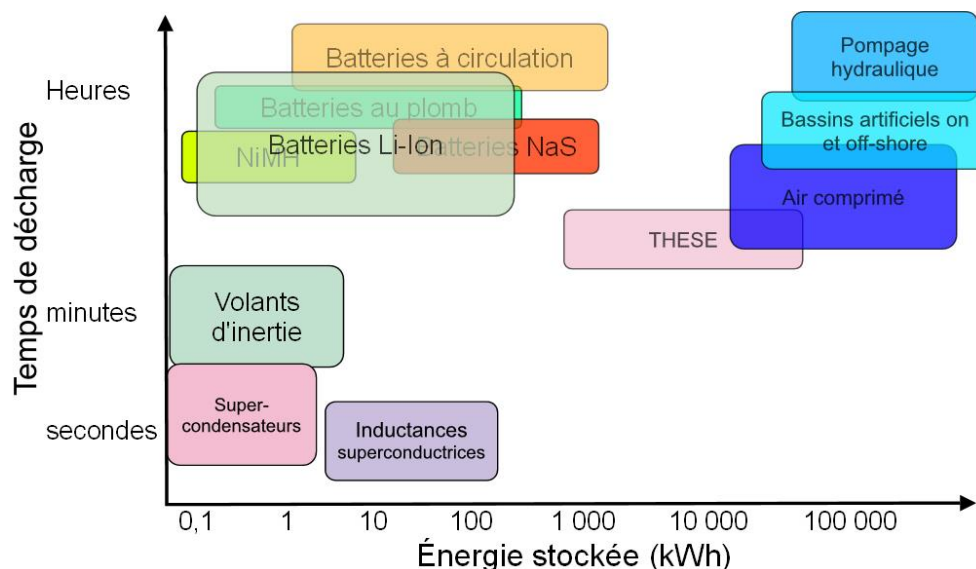 Temps de décharge
Heures
minutes
secondes
Batteries à circulation
Batteries au plomb
Batteries Li-Ion
NiMH
Batteries NaS
Pompage
hydraulique
Bassins artificiels on
et off-shore
Air comprimé
THESE
Volants
d'inertie
Super-
condensateurs
Inductances
superconductrices
0,1 1 10 100 1 000 10 000 100 000
Énergie stockée (kWh)